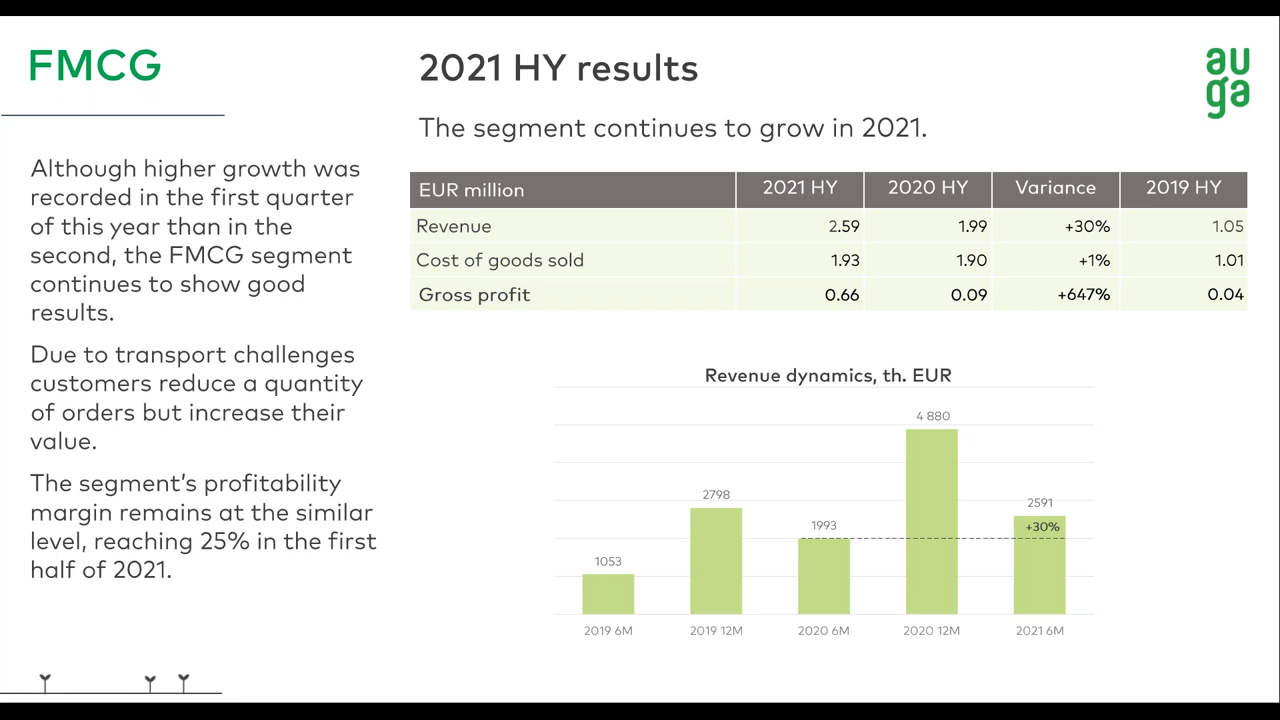 FMCG
2021 HY results
au
ga
The segment continues to grow in 2021.
Although higher growth was
recorded in the first quarter
of this year than in the
second, the FMCG segment
continues to show good
results.
Due to transport challenges
customers reduce a quantity
of orders but increase their
value.
The segment’s profitability
margin remains at the similar
level, reaching 25% in the first
half of 2021.
EUR million 2021 HY 2020 HY Variance 2019 HY
Revenue 2.59 1.99 +30% 1.05
Cost of goods sold 1.93 1.90 +1% 1.01
Gross profit 0.66 0.09 +647% 0.04
Revenue dynamics, th. EUR
4 880
2798
2591
1993
+30%
1053
2019 6M 2019 12M 2020 6M 2020 12M 2021 6M